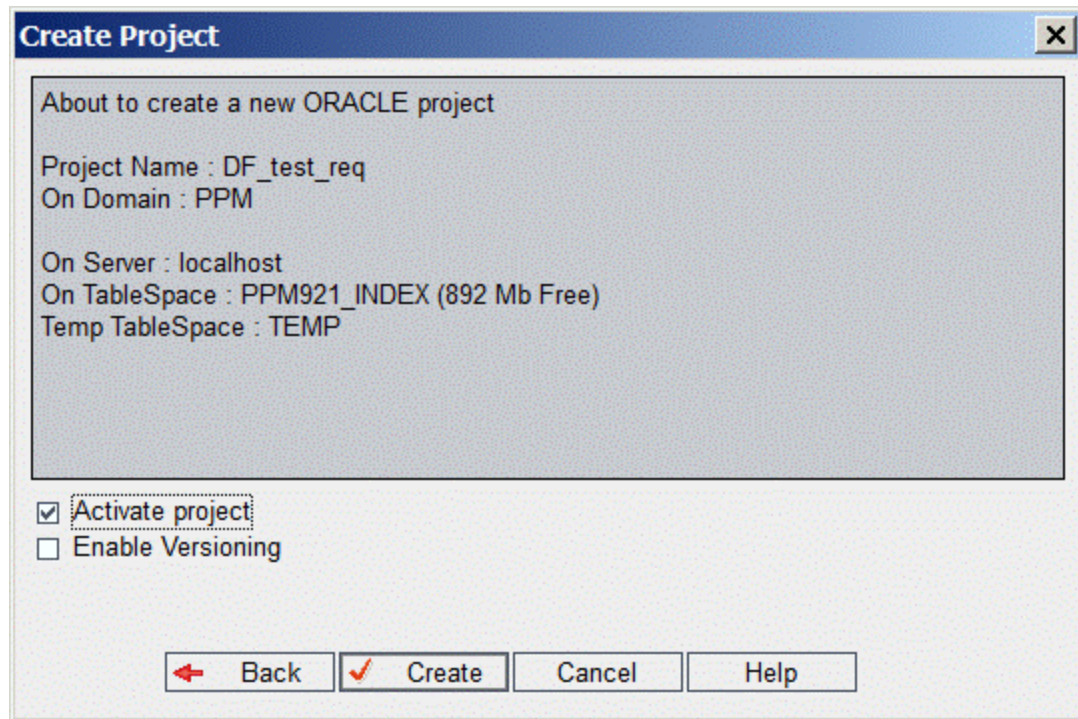 Create Project
About to create a new ORACLE project
Project Name : DF_test_req
On Domain : PPM
On Server : localhost
On TableSpace : PPM921_INDEX (892 Mb Free)
Temp TableSpace : TEMP
Activate project
Enable Versioning
Back Create Cancel Help